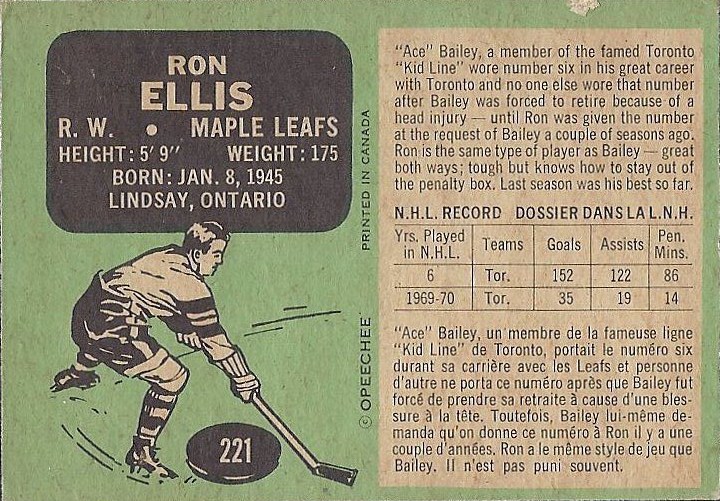 RON
ELLIS
R. W. • MAPLE LEAFS
HEIGHT: 5' 9" WEIGHT: 175
BORN: JAN. 8, 1945
LINDSAY, ONTARIO
PRINTED IN CANADA
© OPEECHEE
221
"Ace" Bailey, a member of the famed Toronto
"Kid Line" wore number six in his great career
with Toronto and no one else wore that number
after Bailey was forced to retire because of a
head injury — until Ron was given the number
at the request of Bailey a couple of seasons ago.
Ron is the same type of player as Bailey — great
both ways; tough but knows how to stay out of
the penalty box. Last season was his best so far.
N.H.L. RECORD DOSSIER DANS LA L.N.H.
Yrs. Played in N.H.L. Teams Goals Assists Pen. Mins.
6 Tor. 152 122 86
1969-70 Tor. 35 19 14
"Ace" Bailey, un membre de la fameuse ligne
"Kid Line" de Toronto, portait le numéro six
durant sa carrière avec les Leafs et personne
d'autre ne porta ce numéro après que Bailey fut
forcé de prendre sa retraite à cause d'une bles-
sure à la tête. Toutefois, Bailey lui-même de-
manda qu'on donne ce numéro à Ron il y a une
couple d'années. Ron a le même style de jeu que
Bailey. Il n'est pas puni souvent.